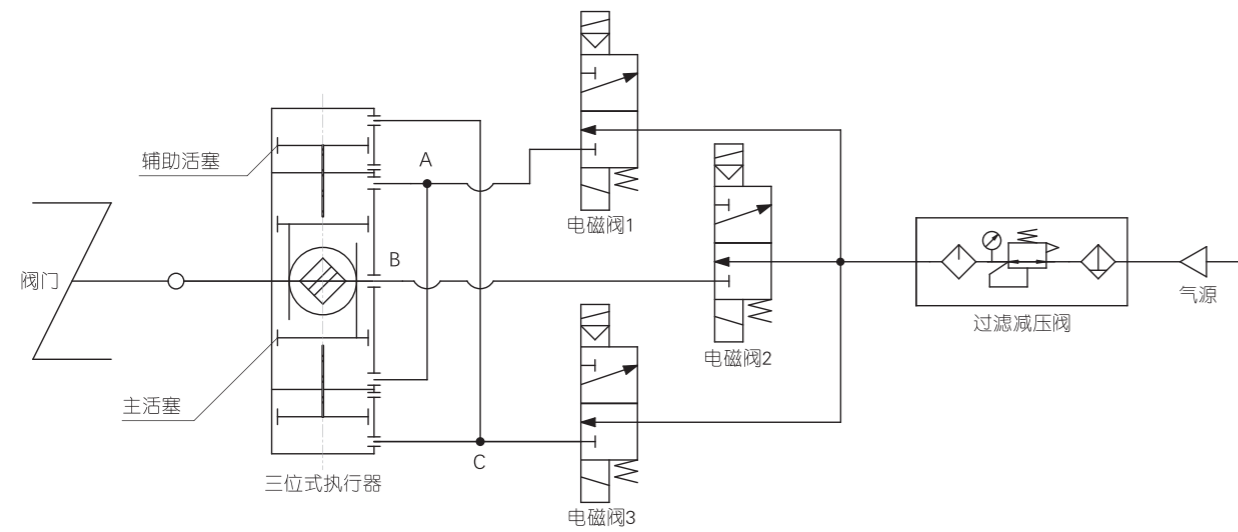 辅助活塞
A
电磁阀1
B
阀门
气源
过滤减压阀
电磁阀2
主活塞
C
三位式执行器
电磁阀3